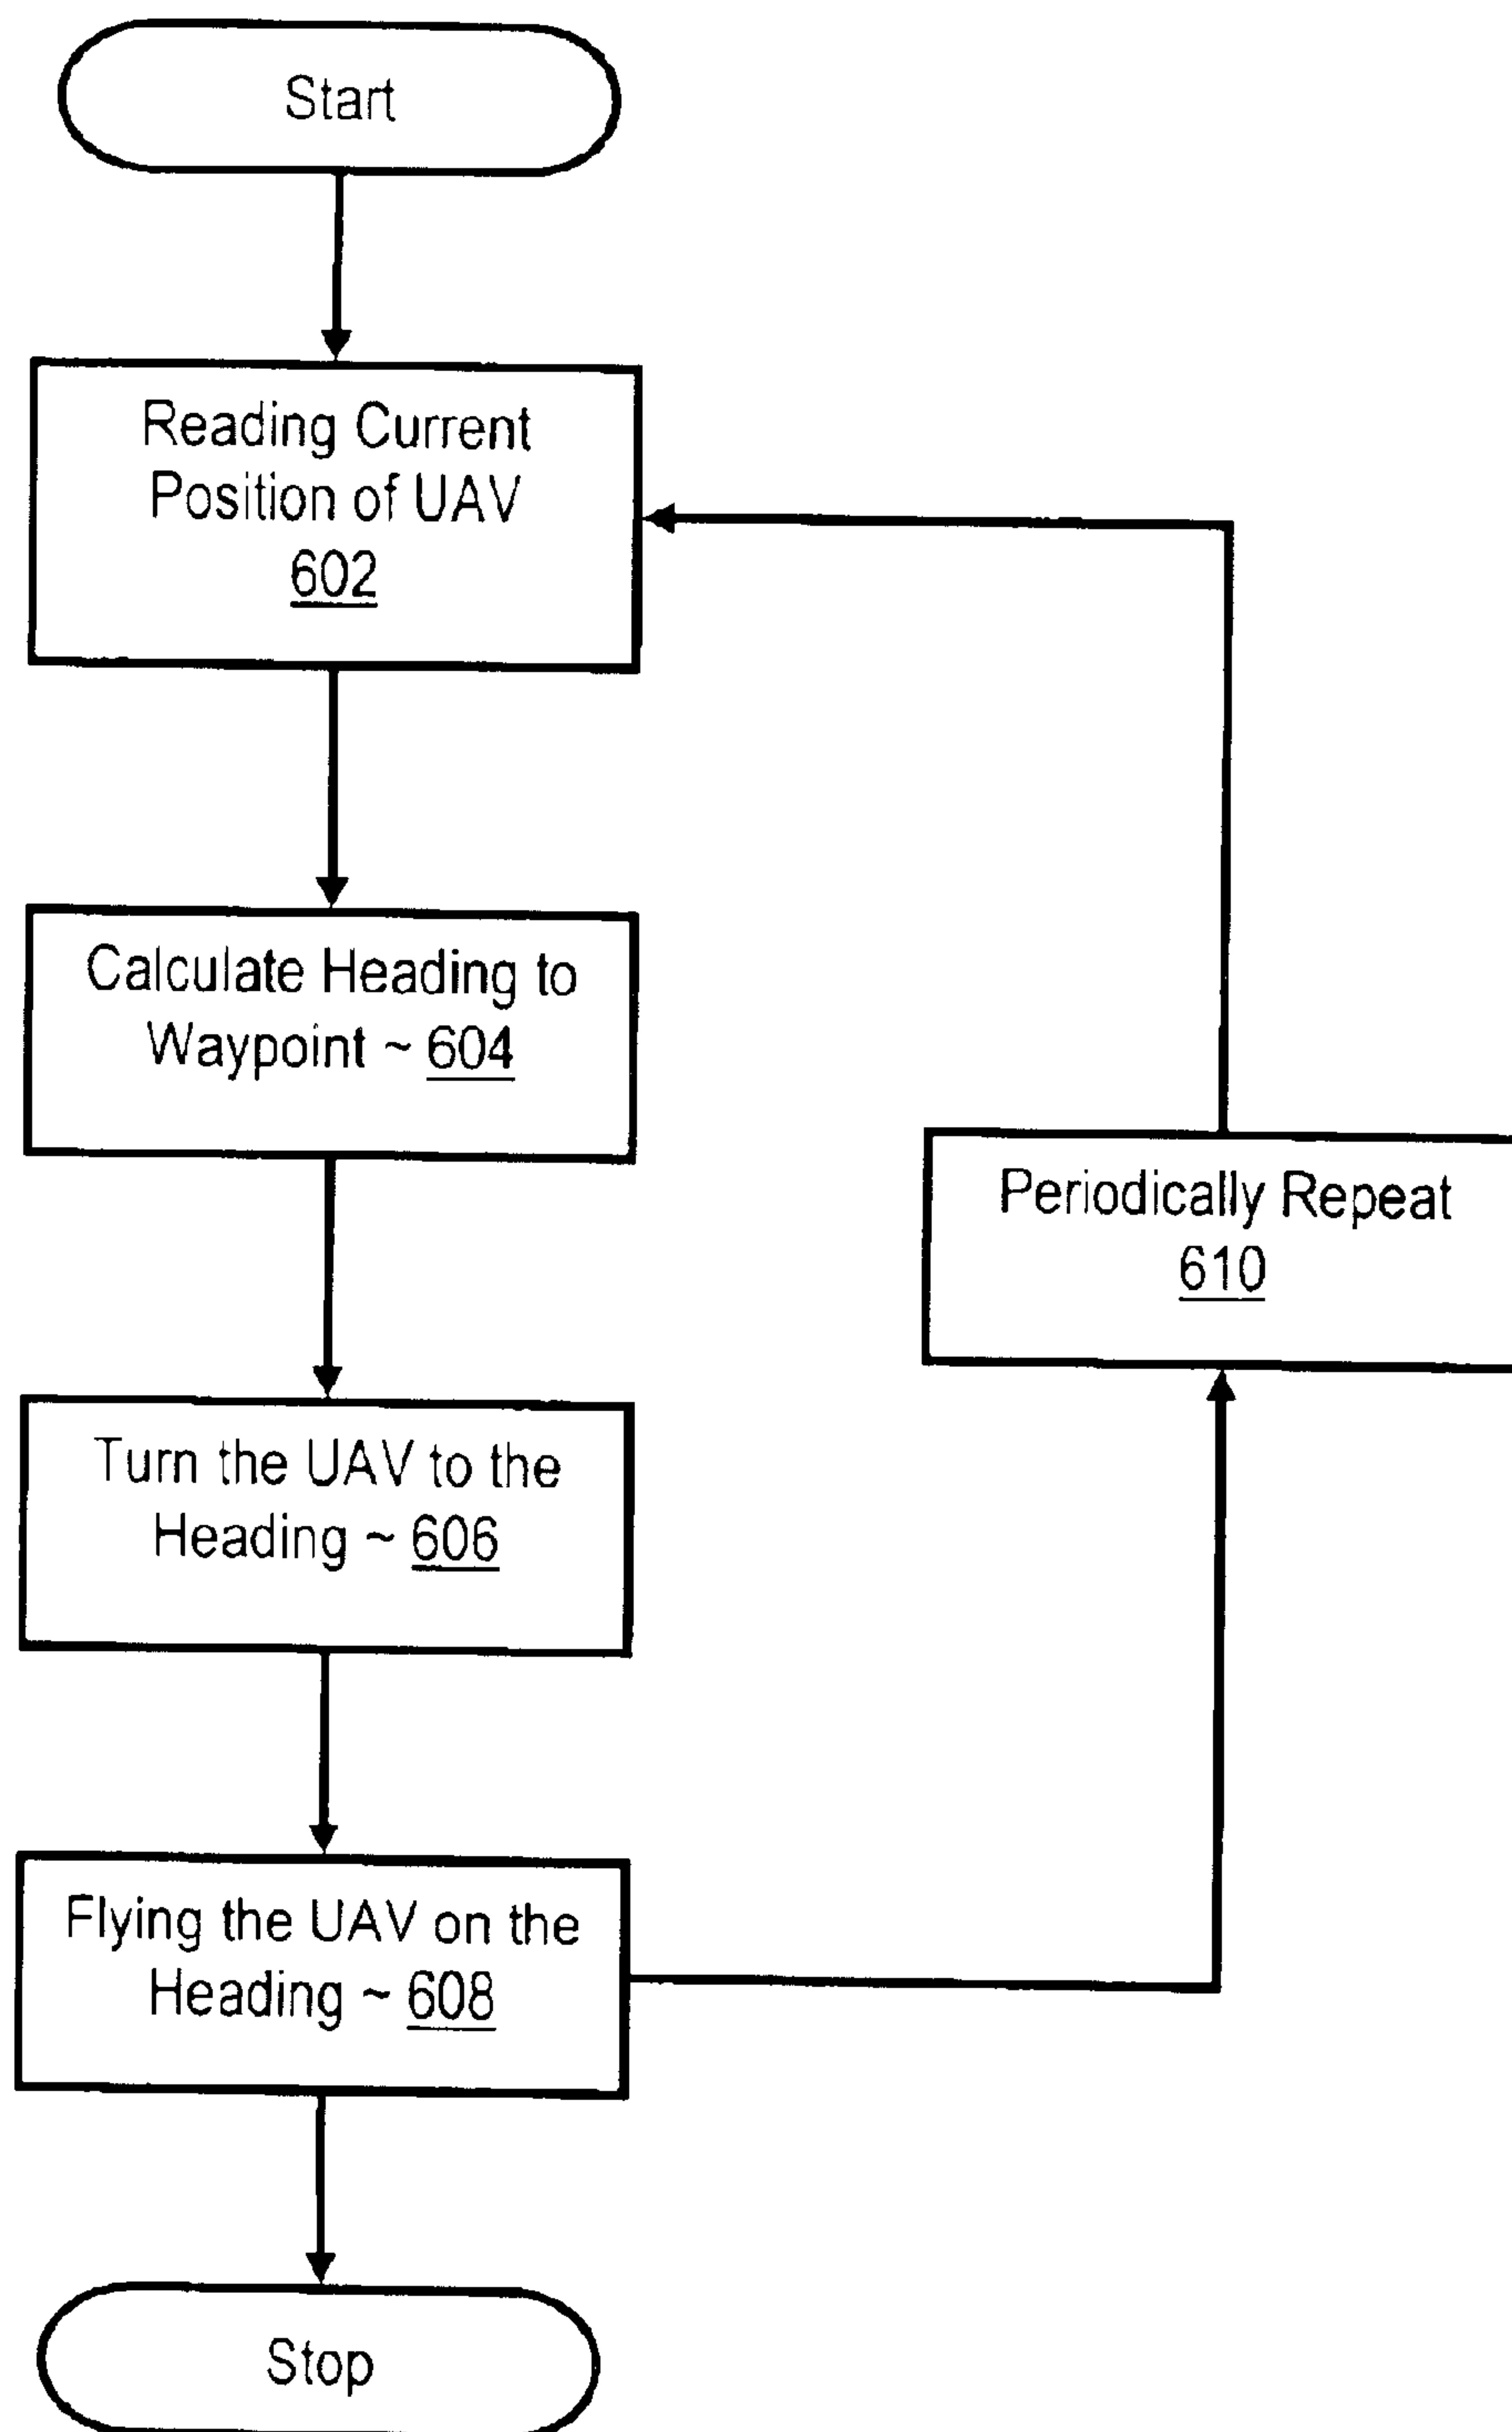 Start
Reading Current
Position of UAV
602
Calculate Heading to
Waypoint ~ 604
Turn the UAV to the
Heading ~ 606
Flying the UAV on the
Heading ~ 608
Periodically Repeat
610
Stop